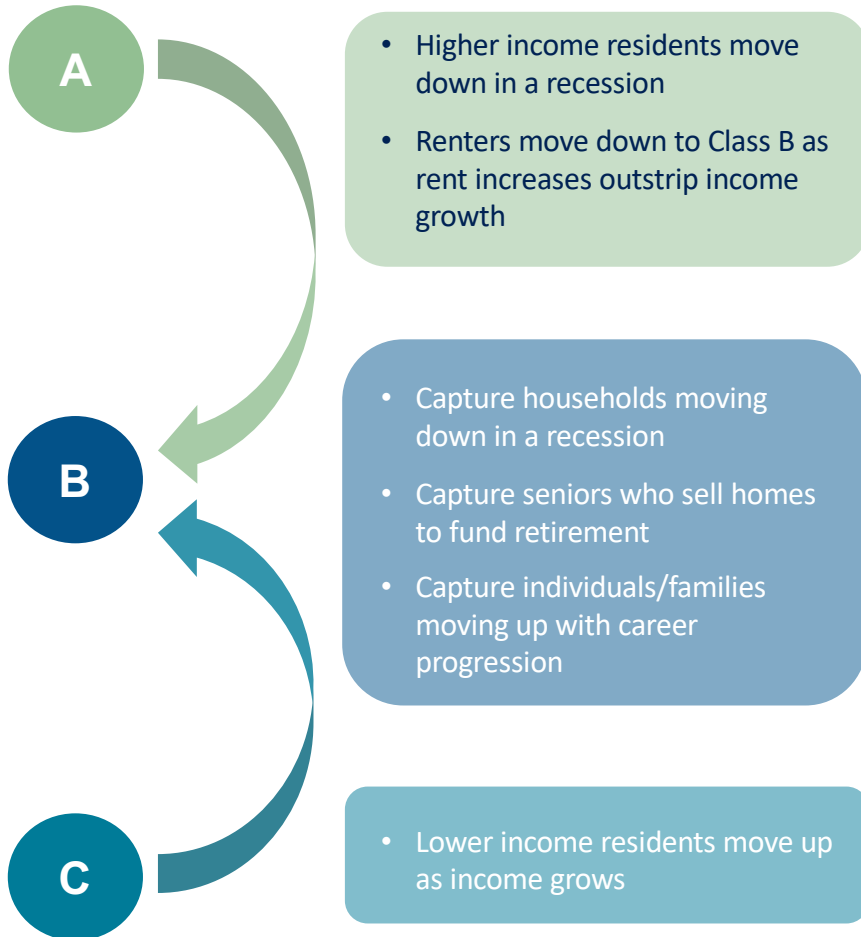 A
• Higher income residents move
down in a recession
• Renters move down to Class B as
rent increases outstrip income
growth
B
• Capture households moving
down in a recession
• Capture seniors who sell homes
to fund retirement
• Capture individuals/families
moving up with career
progression
C
• Lower income residents move up
as income grows